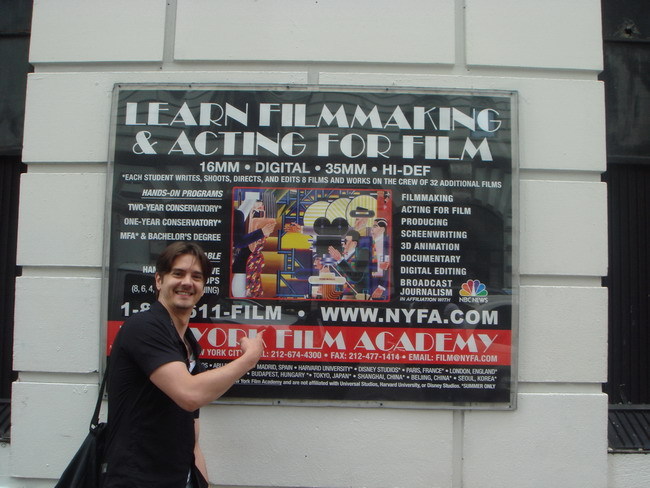 LEARN FILMMAKING
& ACTING FOR FILM
16MM • DIGITAL • 35MM • HI-DEF
*EACH STUDENT WRITES, SHOOTS, DIRECTS, AND EDITS 8 FILMS AND WORKS ON THE CREW OF 32 ADDITIONAL FILMS
HANDS-ON PROGRAMS
TWO-YEAR CONSERVATORY*
ONE-YEAR CONSERVATORY*
MFA* & BACHELOR'S DEGREE
(8, 6, 4,
FILMMAKING
ACTING FOR FILM
PRODUCING
SCREENWRITING
3D ANIMATION
DOCUMENTARY
DIGITAL EDITING
BROADCAST
JOURNALISM
IN AFFILIATION WITH
NBC NEWS
1-8 611-FILM • WWW.NYFA.COM
YORK FILM ACADEMY
YORK CITY 212-674-4300 • FAX: 212-477-1414 • EMAIL: FILM@NYFA.COM
MADRID, SPAIN • HARVARD UNIVERSITY* • DISNEY STUDIOS* • PARIS, FRANCE* • LONDON, ENGLAND*
BUDAPEST, HUNGARY* • TOKYO, JAPAN* • SHANGHAI, CHINA* • BEIJING, CHINA* • SEOUL, KOREA*
York Film Academy and are not affiliated with Universal Studios, Harvard University, or Disney Studios. *SUMMER ONLY